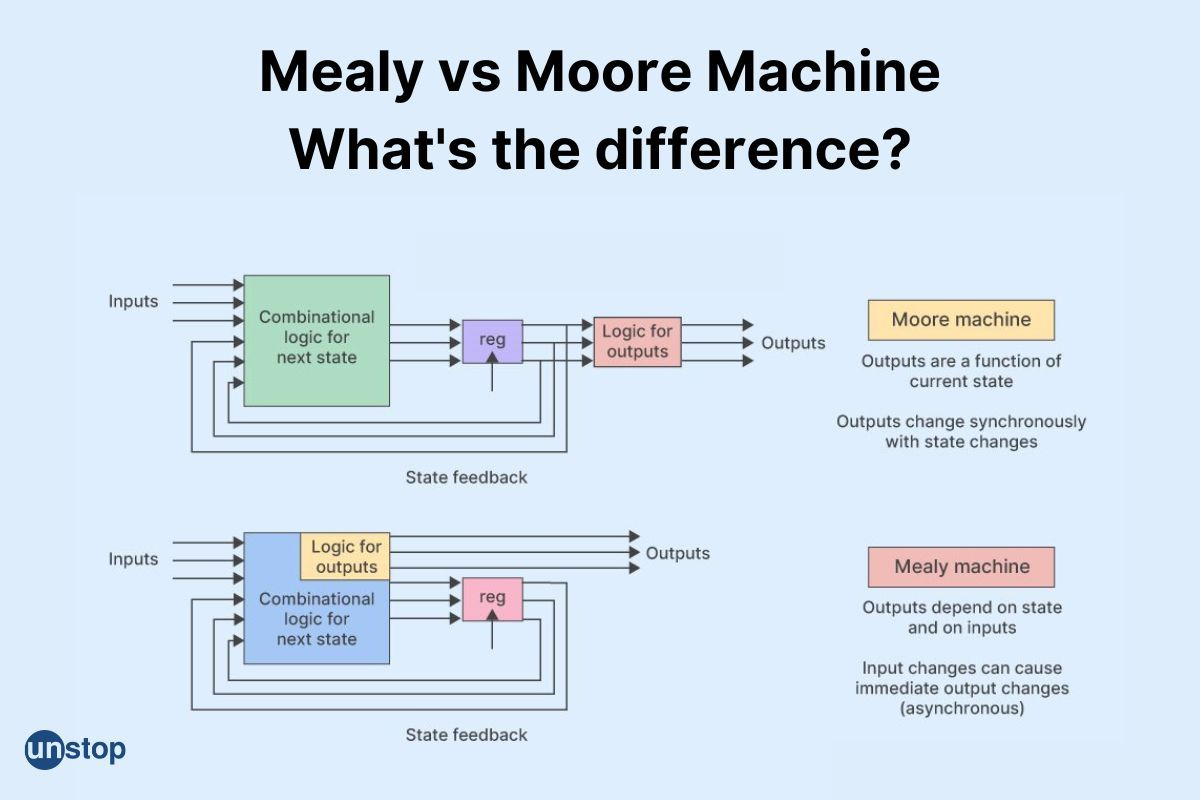 Mealy vs Moore Machine
What's the difference?
Inputs
Combinational
logic for
next state
reg
Logic for
outputs
Outputs
State feedback
Moore machine
Outputs are a function of
current state
Outputs change synchronously
with state changes
Inputs
Logic for
outputs
Combinational
logic for
next state
reg
Outputs
State feedback
Mealy machine
Outputs depend on state
and on inputs
Input changes can cause
immediate output changes
(asynchronous)
unstop